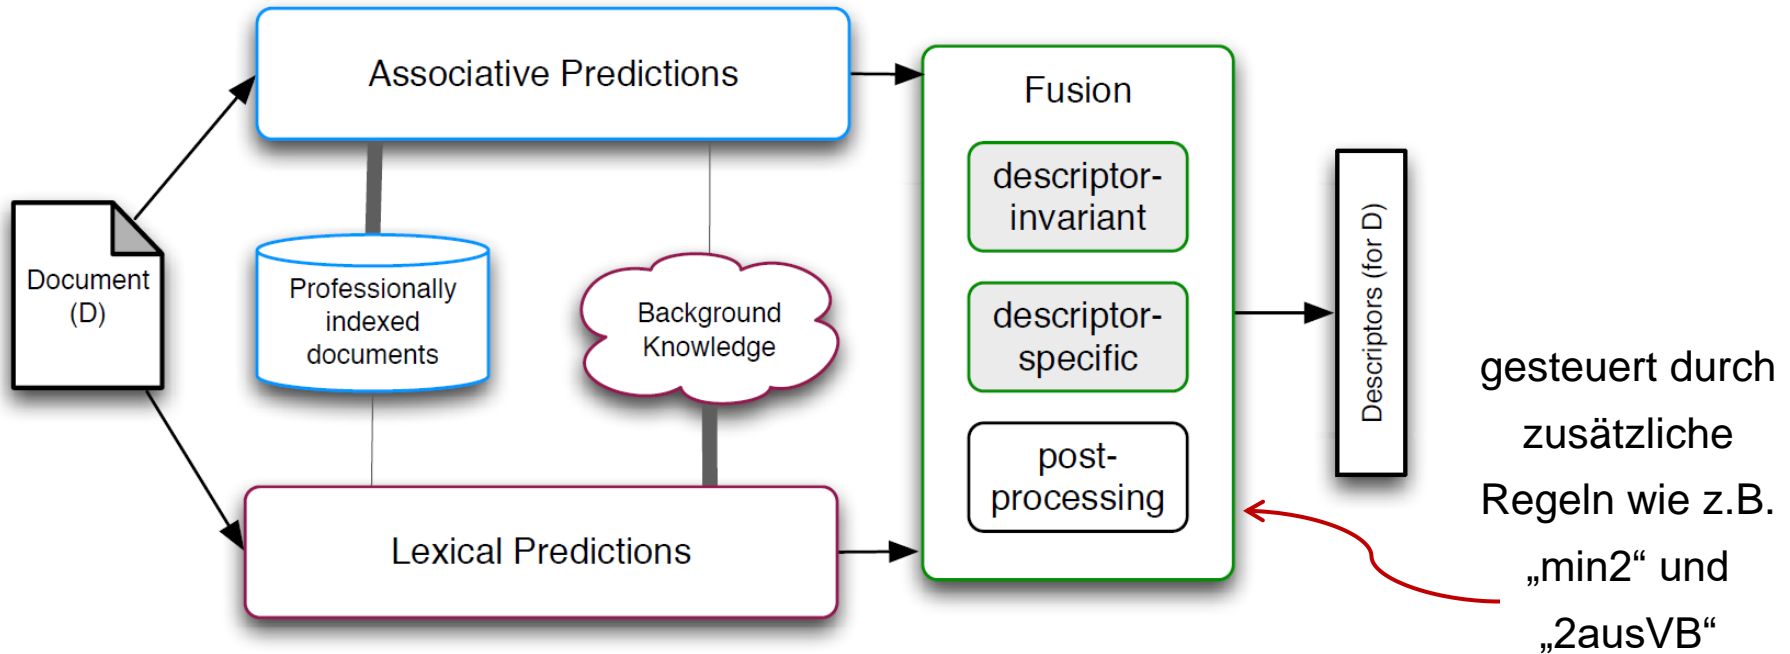 Associative Predictions
Fusion
descriptor-
invariant
descriptor-
specific
post-
processing
Document
(D)
Professionally
indexed
documents
Background
Knowledge
Lexical Predictions
Descriptors (for D)
gesteuert durch
zusätzliche
Regeln wie z.B.
„min2“ und
„2ausVB“